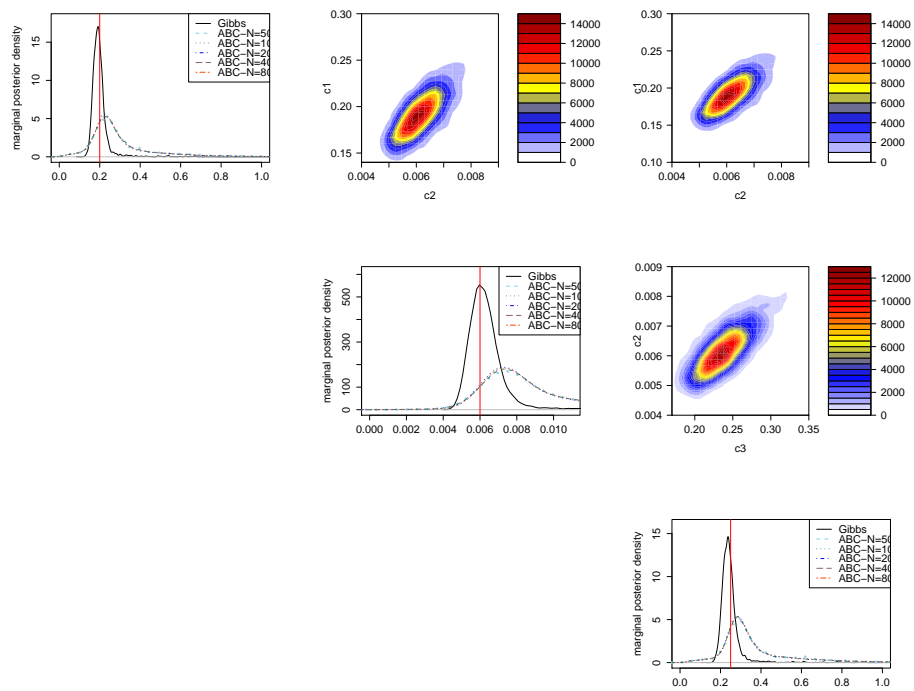 marginal posterior density
15
10
5
0
0.0 0.2 0.4 0.6 0.8 1.0
Gibbs
ABC−N=50
ABC−N=10
ABC−N=20
ABC−N=40
ABC−N=80
c1
0.30
0.25
0.20
0.15
0.004 0.006 0.008
c2
14000
12000
10000
8000
6000
4000
2000
0
0.30
0.25
0.20
0.15
0.10
0.004 0.006 0.008
c2
14000
12000
10000
8000
6000
4000
2000
0
marginal posterior density
500
300
100
0
0.000 0.002 0.004 0.006 0.008 0.010
Gibbs
ABC−N=50
ABC−N=10
ABC−N=20
ABC−N=40
ABC−N=80
c2
0.009
0.008
0.007
0.006
0.005
0.004
0.20 0.25 0.30 0.35
c3
12000
10000
8000
6000
4000
2000
0
marginal posterior density
15
10
5
0
0.0 0.2 0.4 0.6 0.8 1.0
Gibbs
ABC−N=50
ABC−N=10
ABC−N=20
ABC−N=40
ABC−N=80